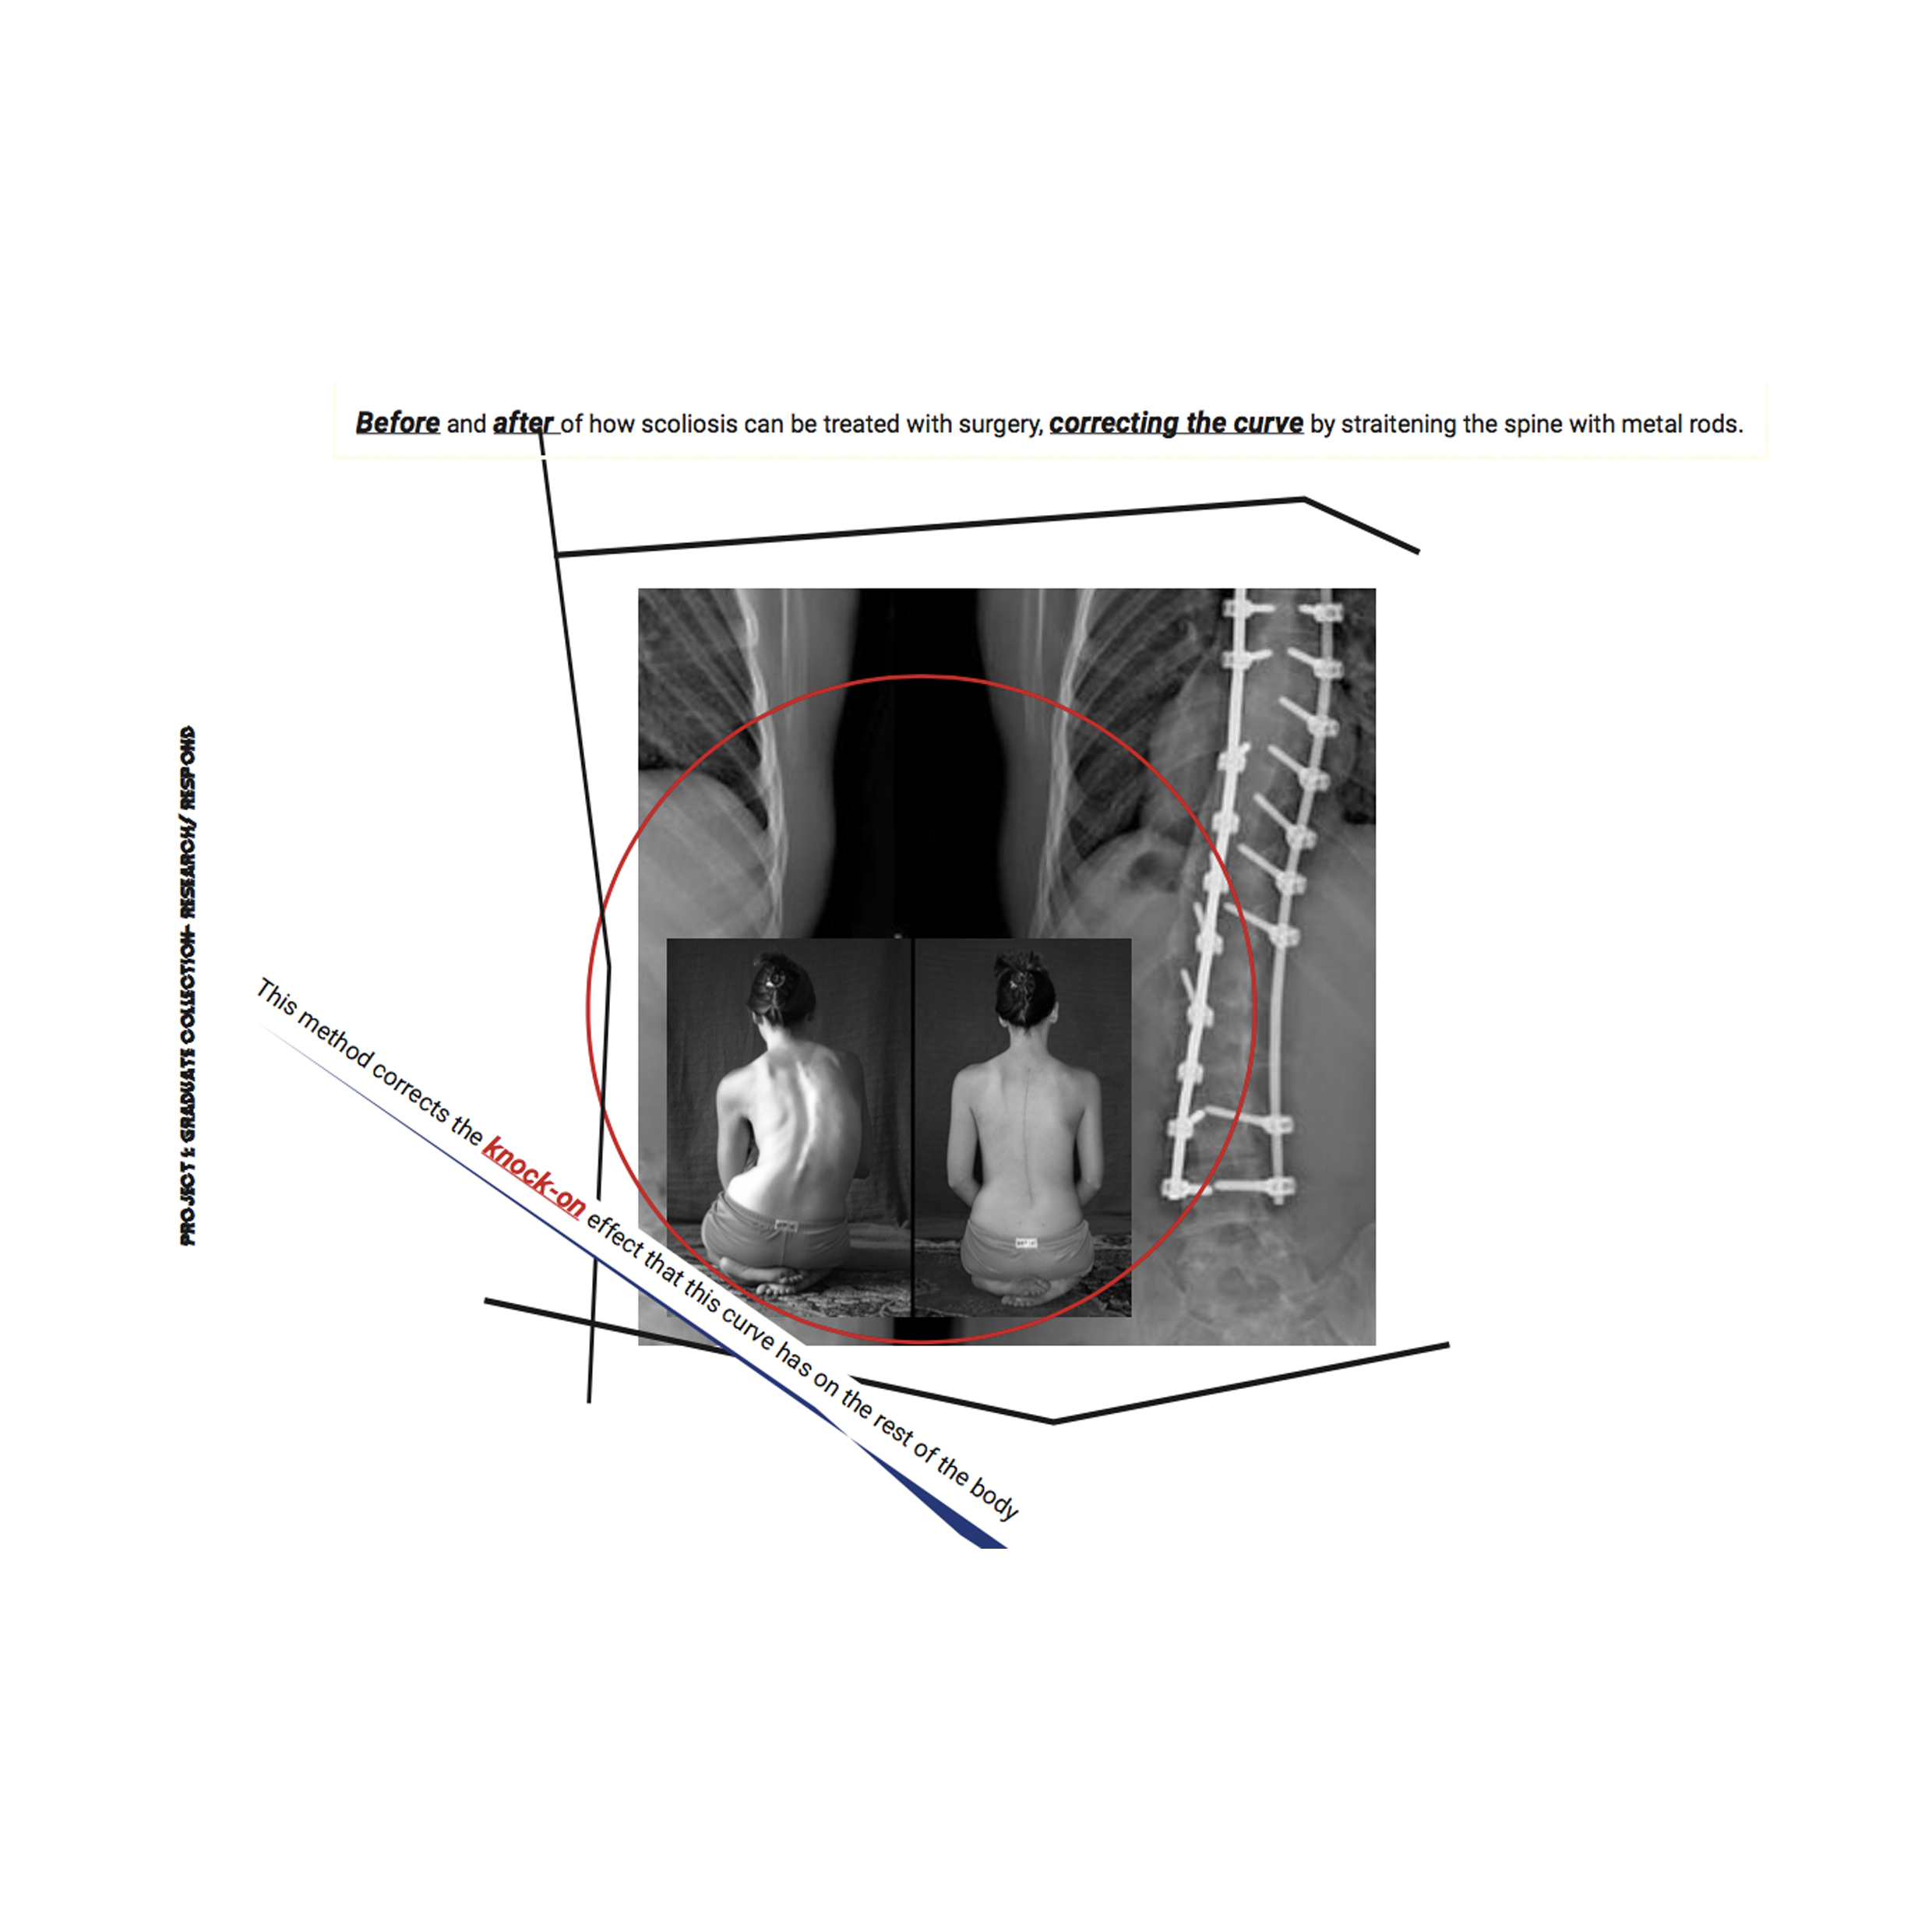 Before and after of how scoliosis can be treated with surgery, correcting the curve by straitening the spine with metal rods.
PROJECT 1: GRADUATE COLLECTION- RESEARCH/ RESPOND
This method corrects the knock-on effect that this curve has on the rest of the body